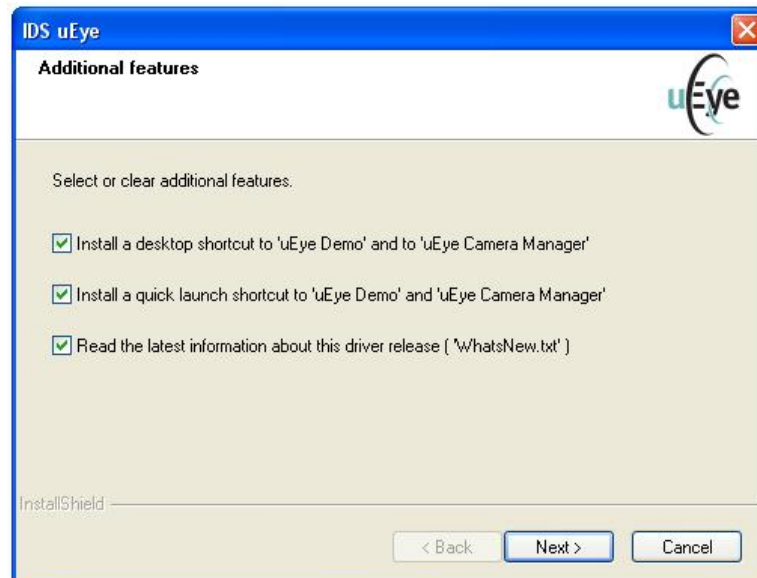 IDS uEye
Additional features
uEye
Select or clear additional features.
Install a desktop shortcut to 'uEye Demo' and to 'uEye Camera Manager'
Install a quick launch shortcut to 'uEye Demo' and 'uEye Camera Manager'
Read the latest information about this driver release ( 'WhatsNew.txt' )
InstallShield
< Back Next > Cancel